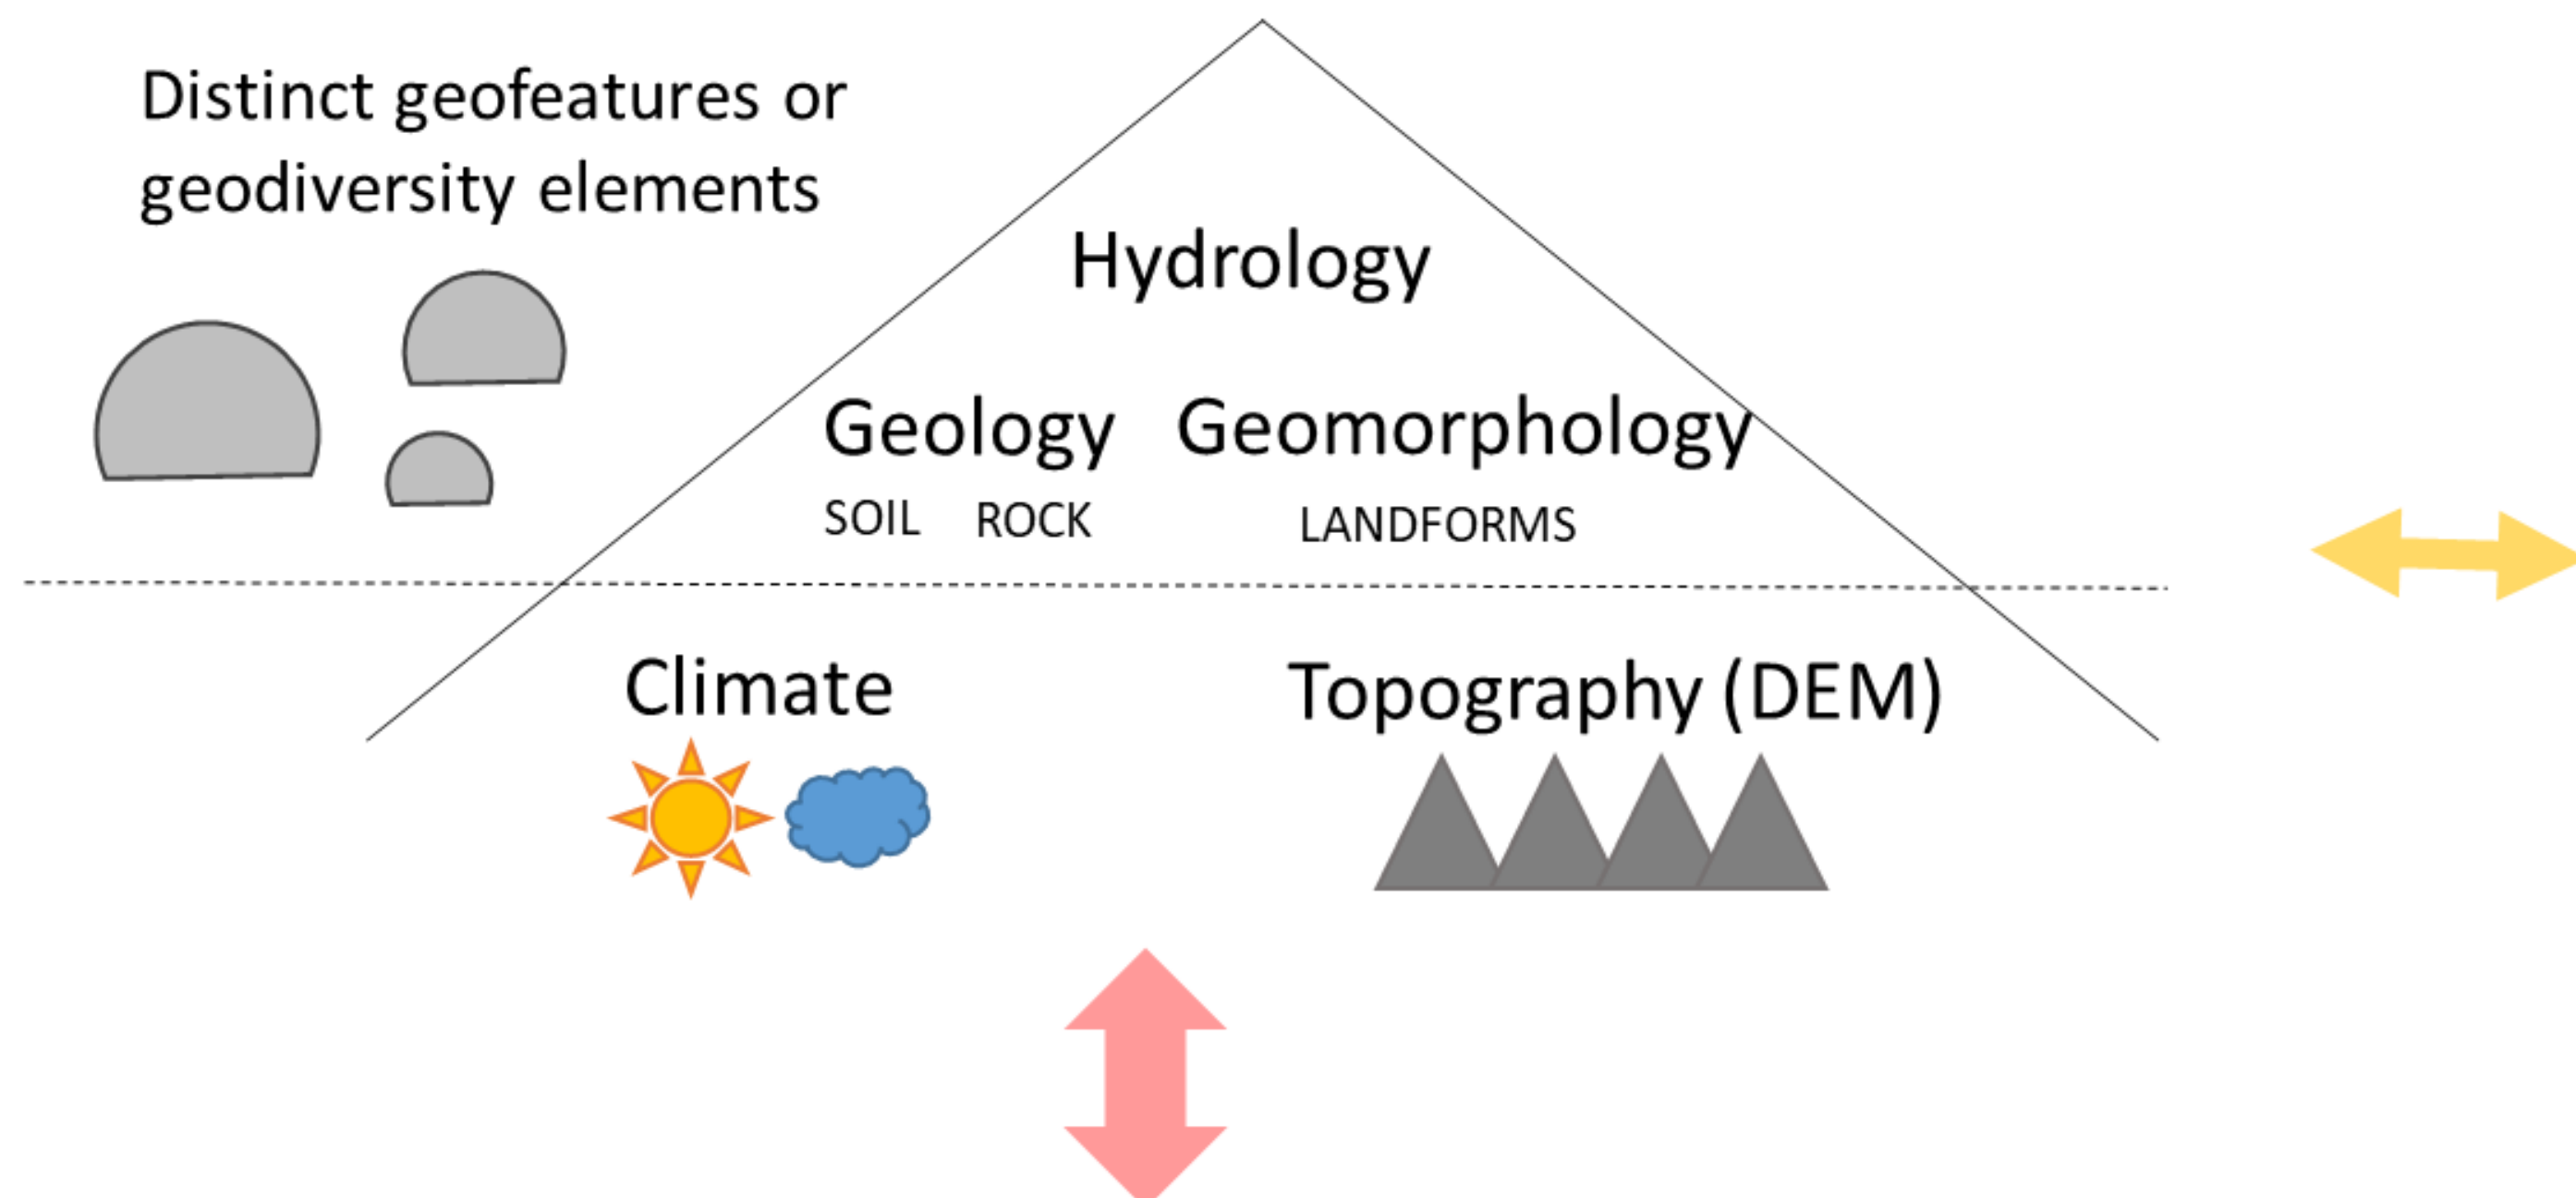 Distinct geofeatures or
geodiversity elements
Hydrology
Geology Geomorphology
SOIL ROCK LANDFORMS
Climate Topography (DEM)